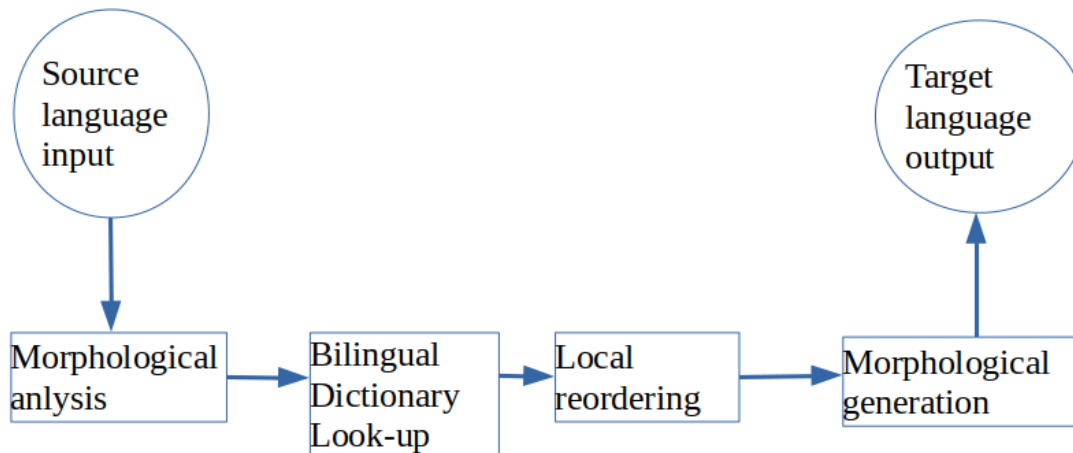 Source
language
input
Target
language
output
Morphological
anlysis
Bilingual
Dictionary
Look-up
Local
reordering
Morphological
generation